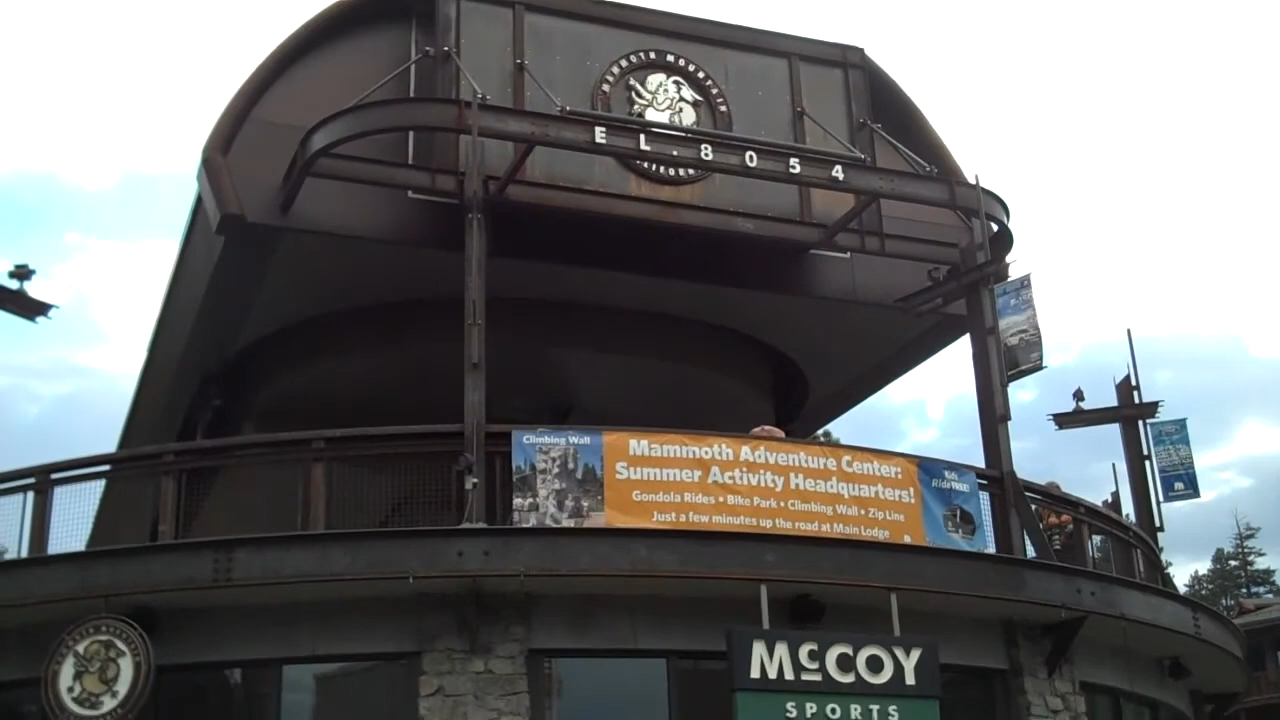 MAMMOTH MOUNTAIN
EL. 8054
Climbing Wall
Mammoth Adventure Center:
Summer Activity Headquarters!
Gondola Rides • Bike Park • Climbing Wall • Zip Line
Just a few minutes up the road at Main Lodge
Kids
Ride FREE!
McCOY
SPORTS